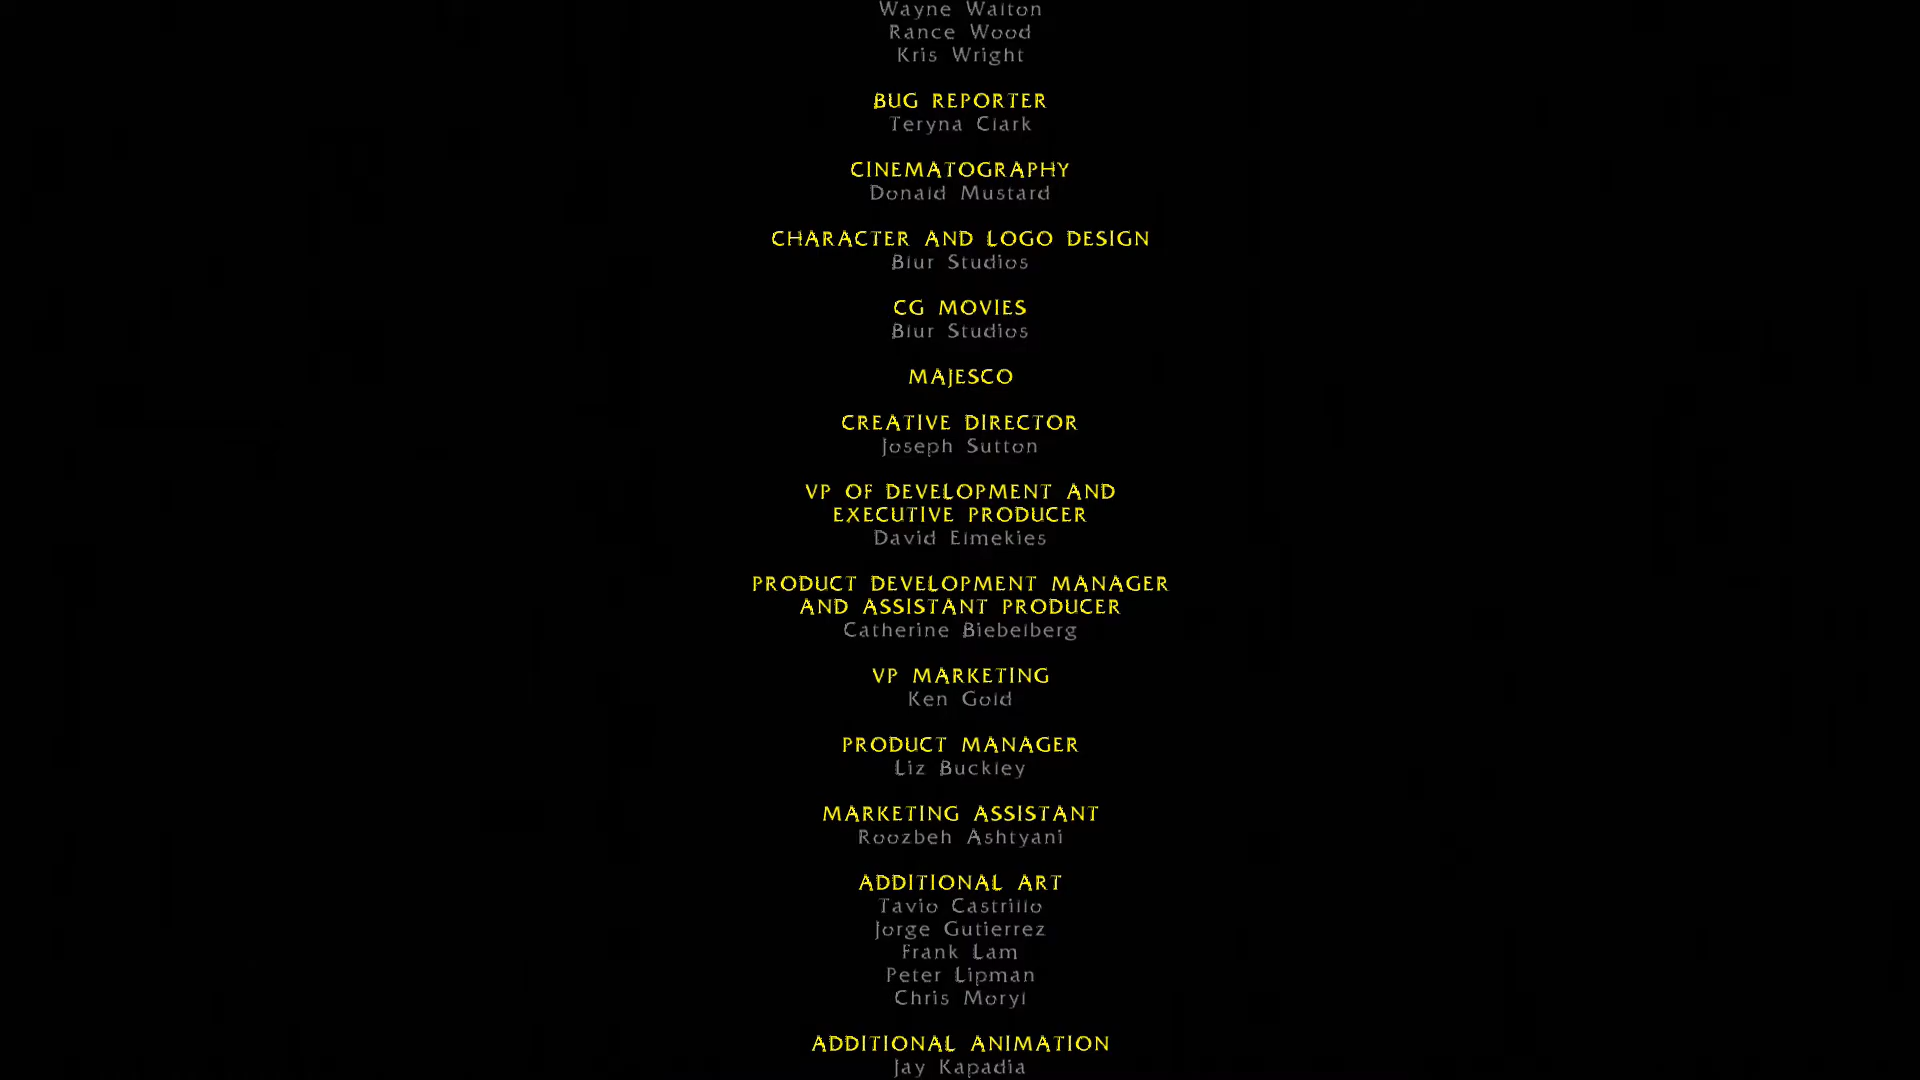 Wayne Walton
Rance Wood
Kris Wright
BUG REPORTER
Teryna Clark
CINEMATOGRAPHY
Donald Mustard
CHARACTER AND LOGO DESIGN
Blur Studios
CG MOVIES
Blur Studios
MAJESCO
CREATIVE DIRECTOR
Joseph Sutton
VP OF DEVELOPMENT AND
EXECUTIVE PRODUCER
David Elmekies
PRODUCT DEVELOPMENT MANAGER
AND ASSISTANT PRODUCER
Catherine Biebelberg
VP MARKETING
Ken Gold
PRODUCT MANAGER
Liz Buckley
MARKETING ASSISTANT
Roozbeh Ashtyani
ADDITIONAL ART
Tavio Castrillo
Jorge Gutierrez
Frank Lam
Peter Lipman
Chris Moryl
ADDITIONAL ANIMATION
Jay Kapadia